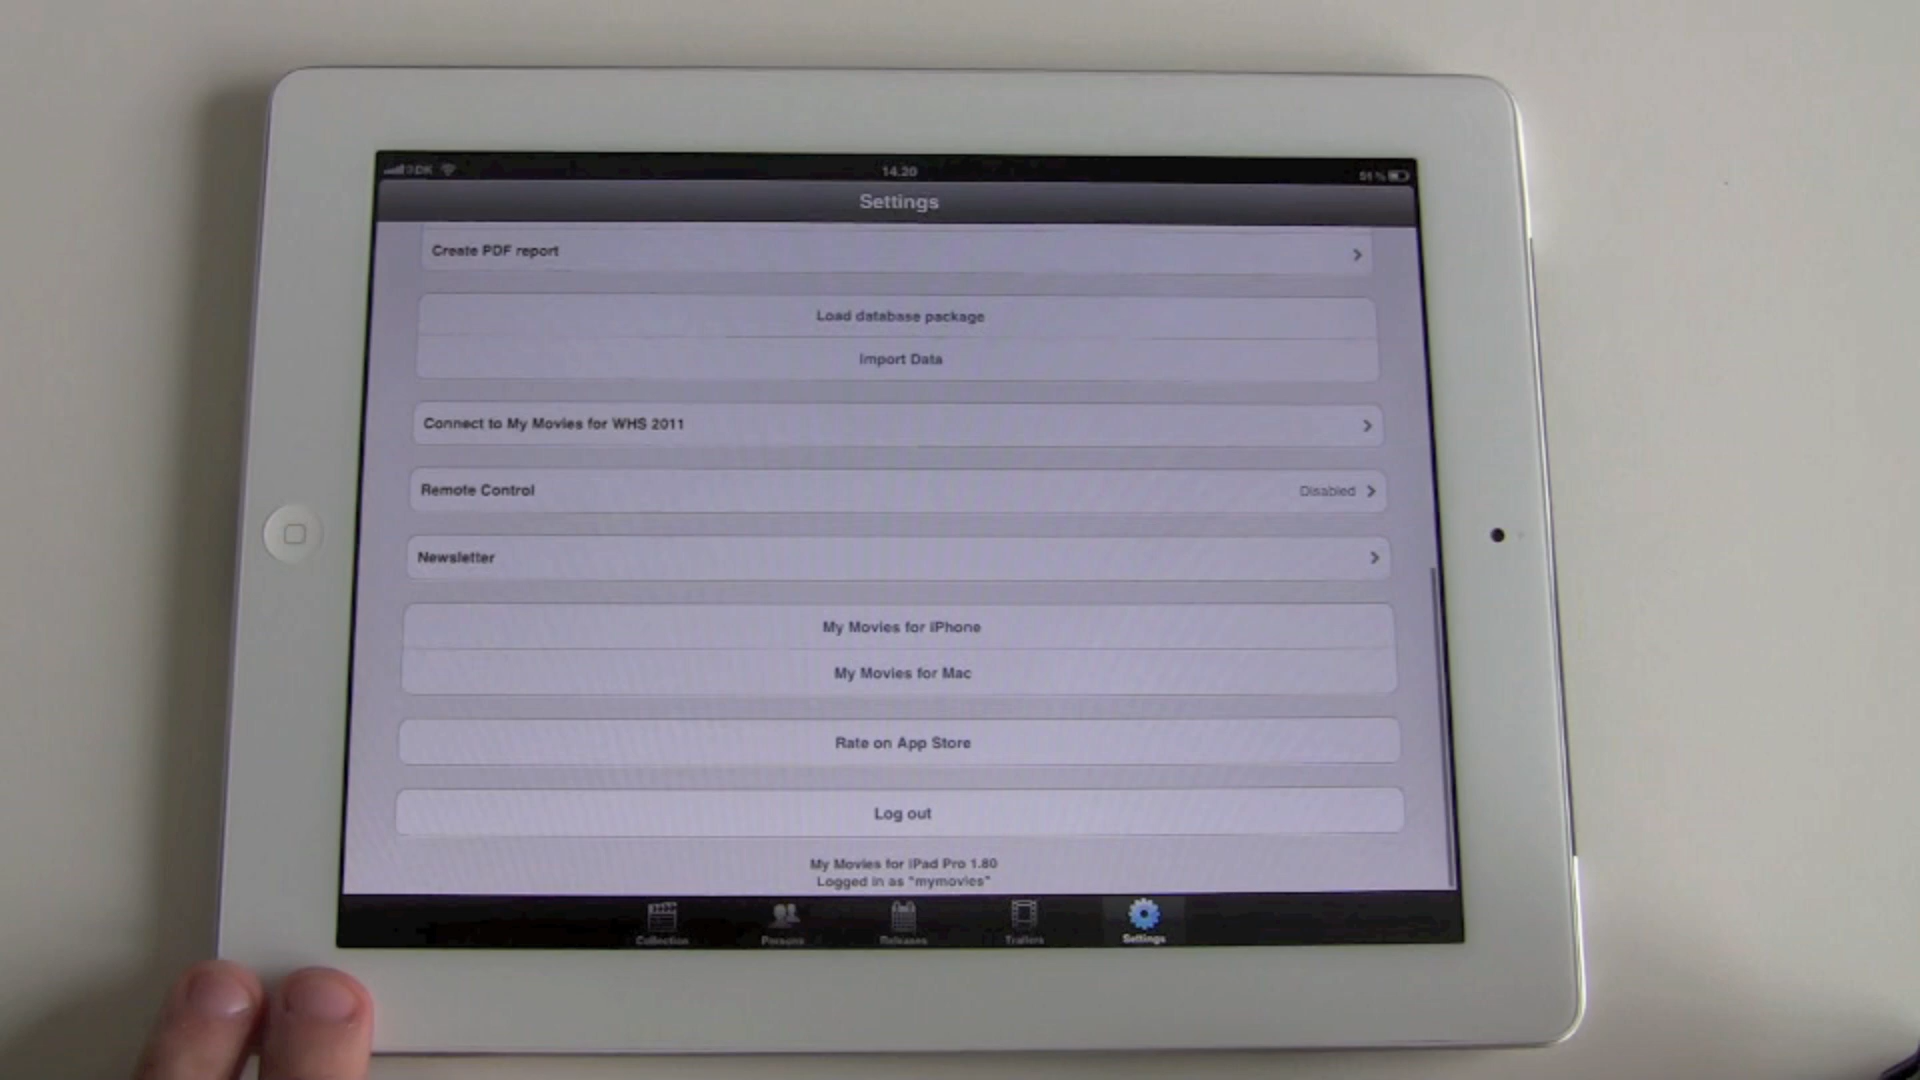 3DK
14.20
51%
Settings
Create PDF report
Load database package
Import Data
Connect to My Movies for WHS 2011
Remote Control
Disabled
Newsletter
My Movies for iPhone
My Movies for Mac
Rate on App Store
Log out
My Movies for iPad Pro 1.80
Logged in as "mymovies"
Collection
Persons
Releases
Trailers
Settings